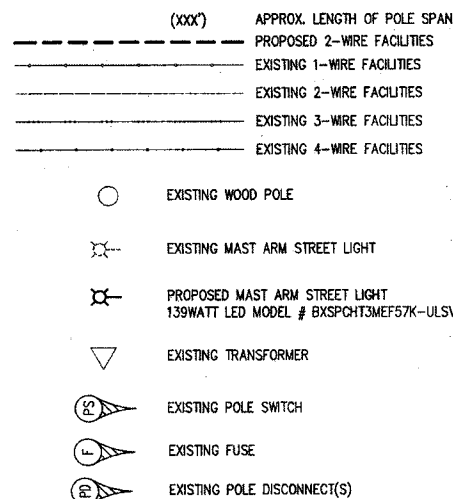 (XXX') APPROX. LENGTH OF POLE SPAN
PROPOSED 2-WIRE FACILITIES
EXISTING 1-WIRE FACILITIES
EXISTING 2-WIRE FACILITIES
EXISTING 3-WIRE FACILITIES
EXISTING 4-WIRE FACILITIES
EXISTING WOOD POLE
EXISTING MAST ARM STREET LIGHT
PROPOSED MAST ARM STREET LIGHT
139WATT LED MODEL # BXSPCHT3MEF57K-ULSV
EXISTING TRANSFORMER
PS EXISTING POLE SWITCH
F EXISTING FUSE
PD EXISTING POLE DISCONNECT(S)